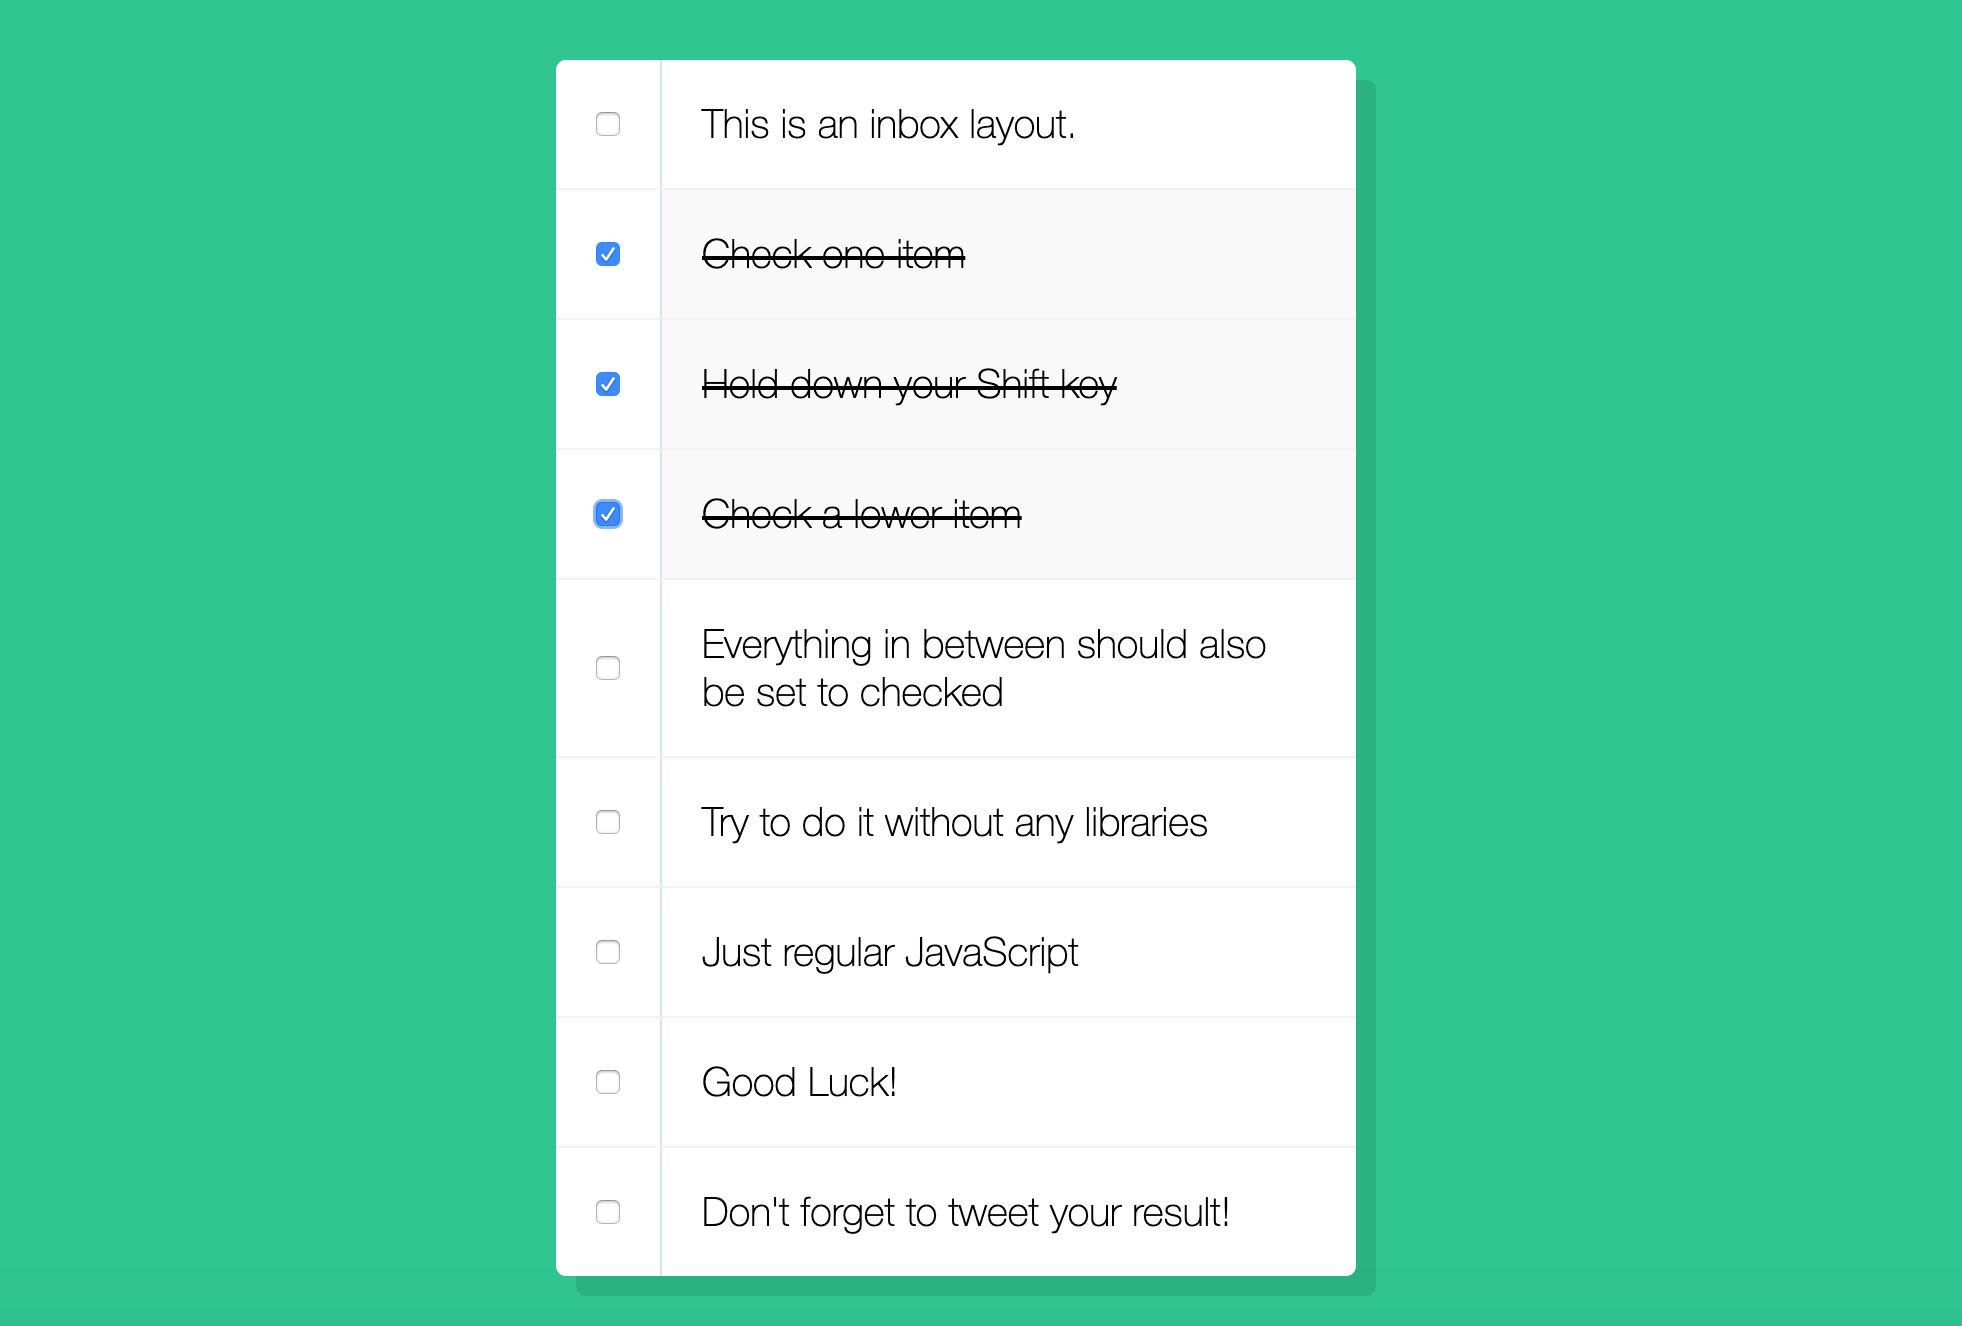 This is an inbox layout.
Check one item
Hold down your Shift key
Check a lower item
Everything in between should also
be set to checked
Try to do it without any libraries
Just regular JavaScript
Good Luck!
Don't forget to tweet your result!